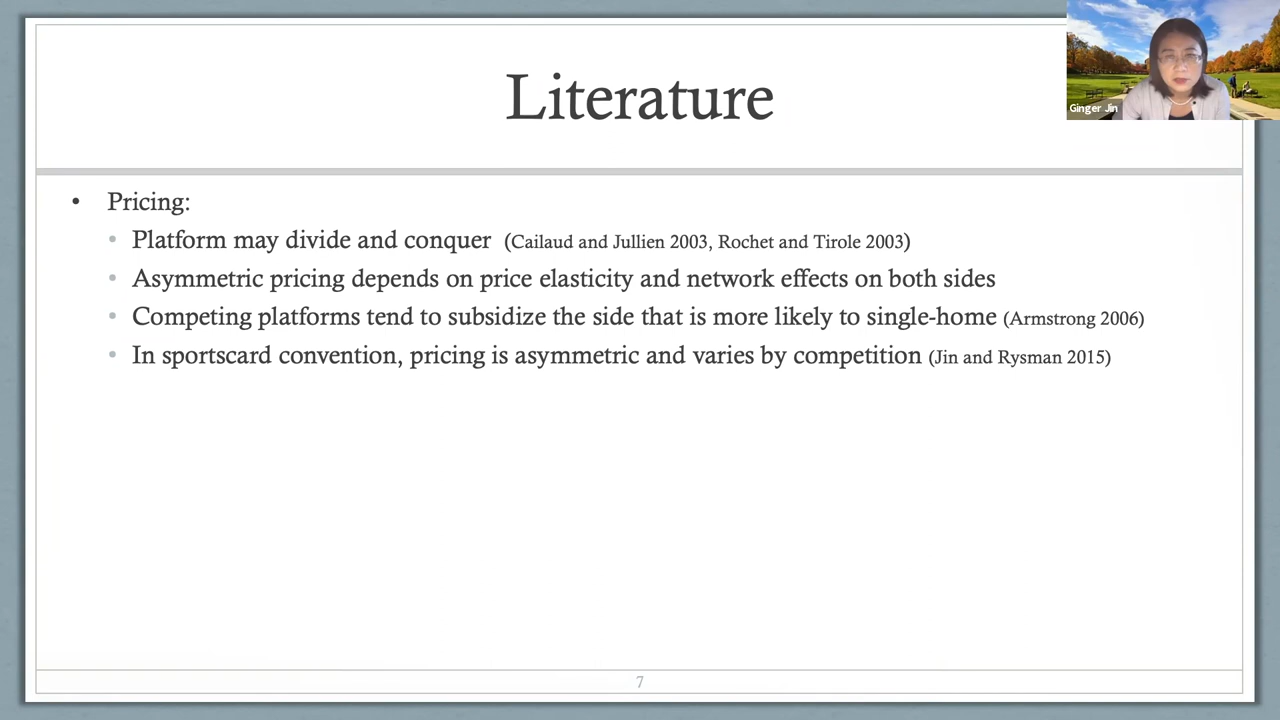 Literature
Ginger Jin
• Pricing:
• Platform may divide and conquer (Cailaud and Jullien 2003, Rochet and Tirole 2003)
• Asymmetric pricing depends on price elasticity and network effects on both sides
• Competing platforms tend to subsidize the side that is more likely to single-home (Armstrong 2006)
• In sportscard convention, pricing is asymmetric and varies by competition (Jin and Rysman 2015)
7